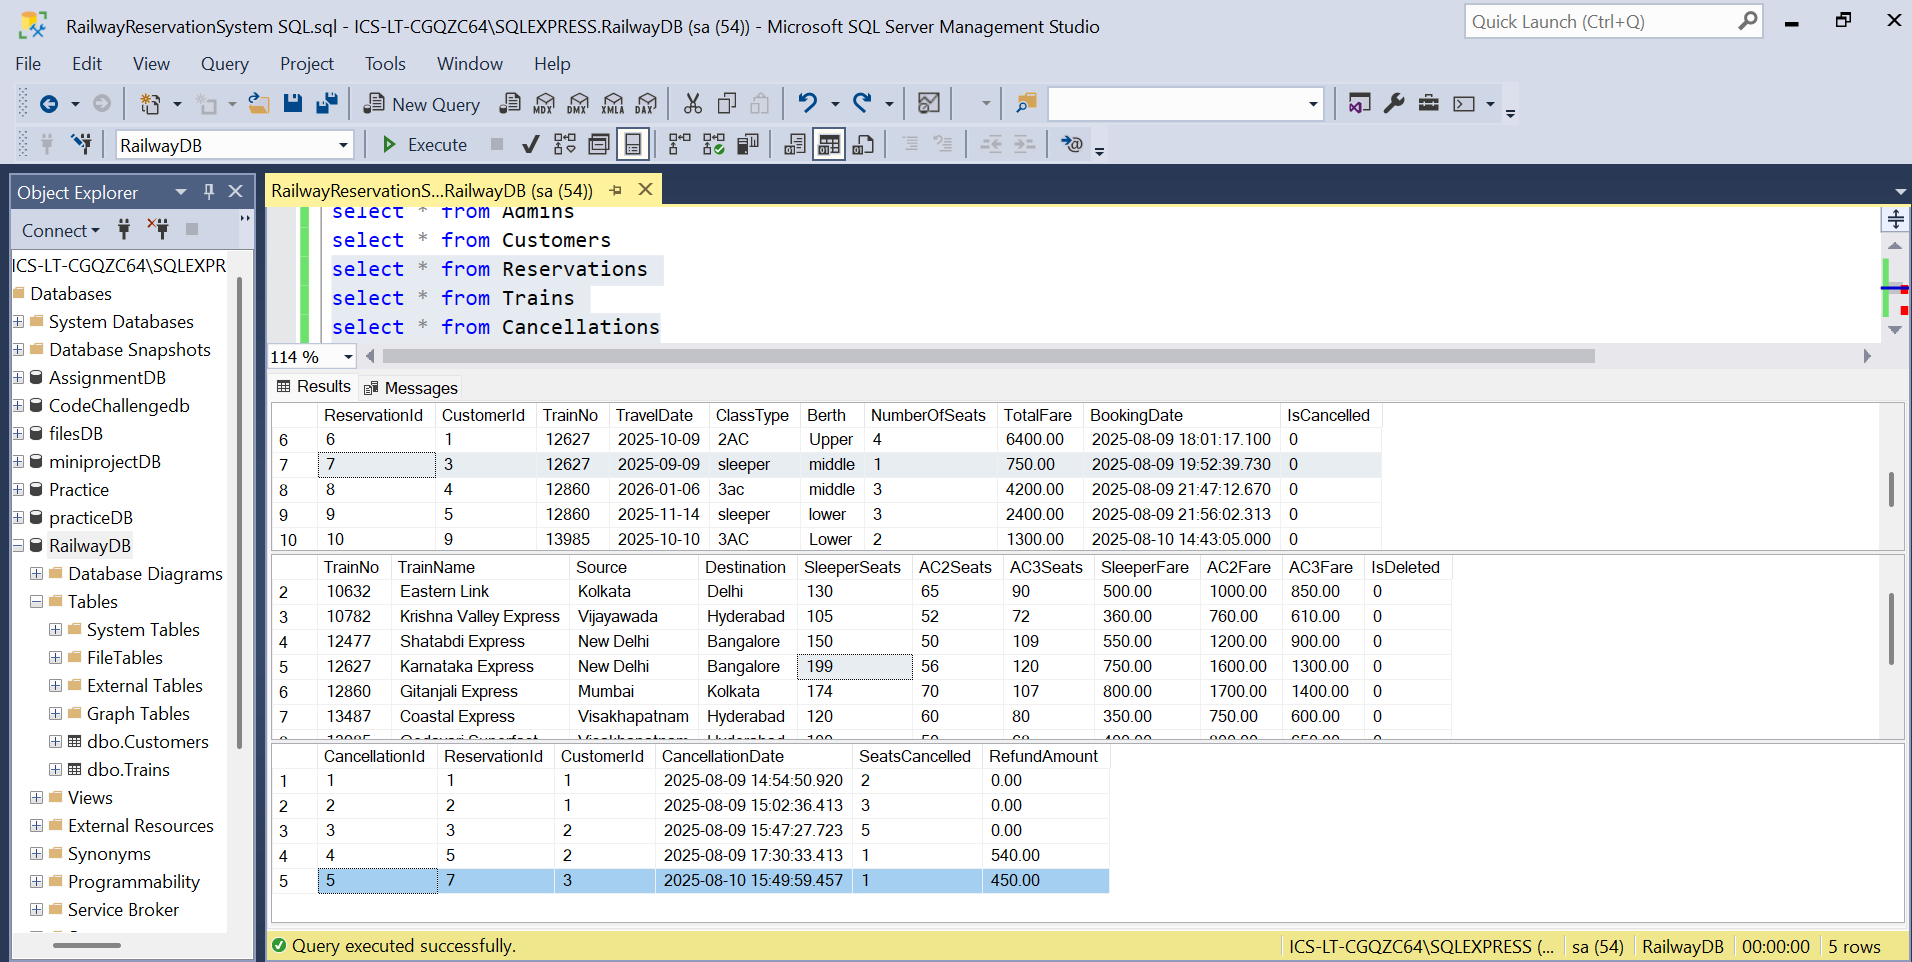 RailwayReservationSystem SQL.sql - ICS-LT-CGQZC64\SQLEXPRESS.RailwayDB (sa (54)) - Microsoft SQL Server Management Studio
Quick Launch (Ctrl+Q)
File Edit View Query Project Tools Window Help
New Query MDX DMX XMLA DAX
RailwayDB Execute
Object Explorer
Connect
ICS-LT-CGQZC64\SQLEXPR
Databases
System Databases
Database Snapshots
AssignmentDB
CodeChallengedb
filesDB
miniprojectDB
Practice
practiceDB
RailwayDB
Database Diagrams
Tables
System Tables
FileTables
External Tables
Graph Tables
dbo.Customers
dbo.Trains
Views
External Resources
Synonyms
Programmability
Service Broker
RailwayReservationS...RailwayDB (sa (54))
select * from Admins
select * from Customers
select * from Reservations
select * from Trains
select * from Cancellations
114 %
Results Messages
ReservationId CustomerId TrainNo TravelDate ClassType Berth NumberOfSeats TotalFare BookingDate IsCancelled
6 6 1 12627 2025-10-09 2AC Upper 4 6400.00 2025-08-09 18:01:17.100 0
7 7 3 12627 2025-09-09 sleeper middle 1 750.00 2025-08-09 19:52:39.730 0
8 8 4 12860 2026-01-06 3ac middle 3 4200.00 2025-08-09 21:47:12.670 0
9 9 5 12860 2025-11-14 sleeper lower 3 2400.00 2025-08-09 21:56:02.313 0
10 10 9 13985 2025-10-10 3AC Lower 2 1300.00 2025-08-10 14:43:05.000 0
TrainNo TrainName Source Destination SleeperSeats AC2Seats AC3Seats SleeperFare AC2Fare AC3Fare IsDeleted
2 10632 Eastern Link Kolkata Delhi 130 65 90 500.00 1000.00 850.00 0
3 10782 Krishna Valley Express Vijayawada Hyderabad 105 52 72 360.00 760.00 610.00 0
4 12477 Shatabdi Express New Delhi Bangalore 150 50 109 550.00 1200.00 900.00 0
5 12627 Karnataka Express New Delhi Bangalore 199 56 120 750.00 1600.00 1300.00 0
6 12860 Gitanjali Express Mumbai Kolkata 174 70 107 800.00 1700.00 1400.00 0
7 13487 Coastal Express Visakhapatnam Hyderabad 120 60 80 350.00 750.00 600.00 0
CancellationId ReservationId CustomerId CancellationDate SeatsCancelled RefundAmount
1 1 1 1 2025-08-09 14:54:50.920 2 0.00
2 2 2 1 2025-08-09 15:02:36.413 3 0.00
3 3 3 2 2025-08-09 15:47:27.723 5 0.00
4 4 5 2 2025-08-09 17:30:33.413 1 540.00
5 5 7 3 2025-08-10 15:49:59.457 1 450.00
Query executed successfully. ICS-LT-CGQZC64\SQLEXPRESS (... sa (54) RailwayDB 00:00:00 5 rows